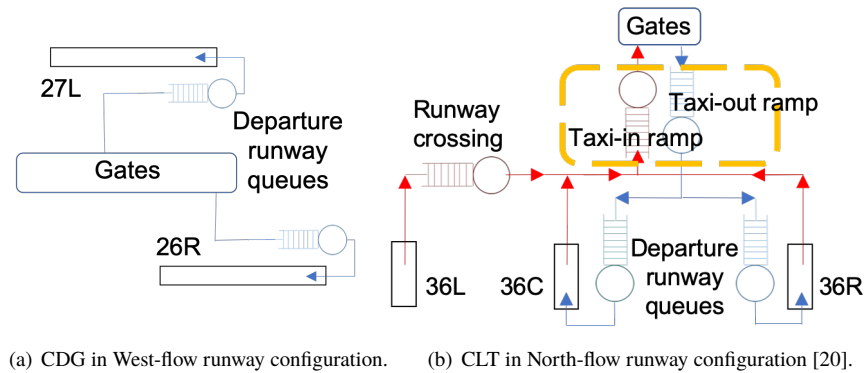 27L
Departure
runway
queues
Gates
26R
Gates
Taxi-out ramp
Taxi-in ramp
Runway
crossing
36L
36C
Departure
runway
queues
36R
(a) CDG in West-flow runway configuration.
(b) CLT in North-flow runway configuration [20].